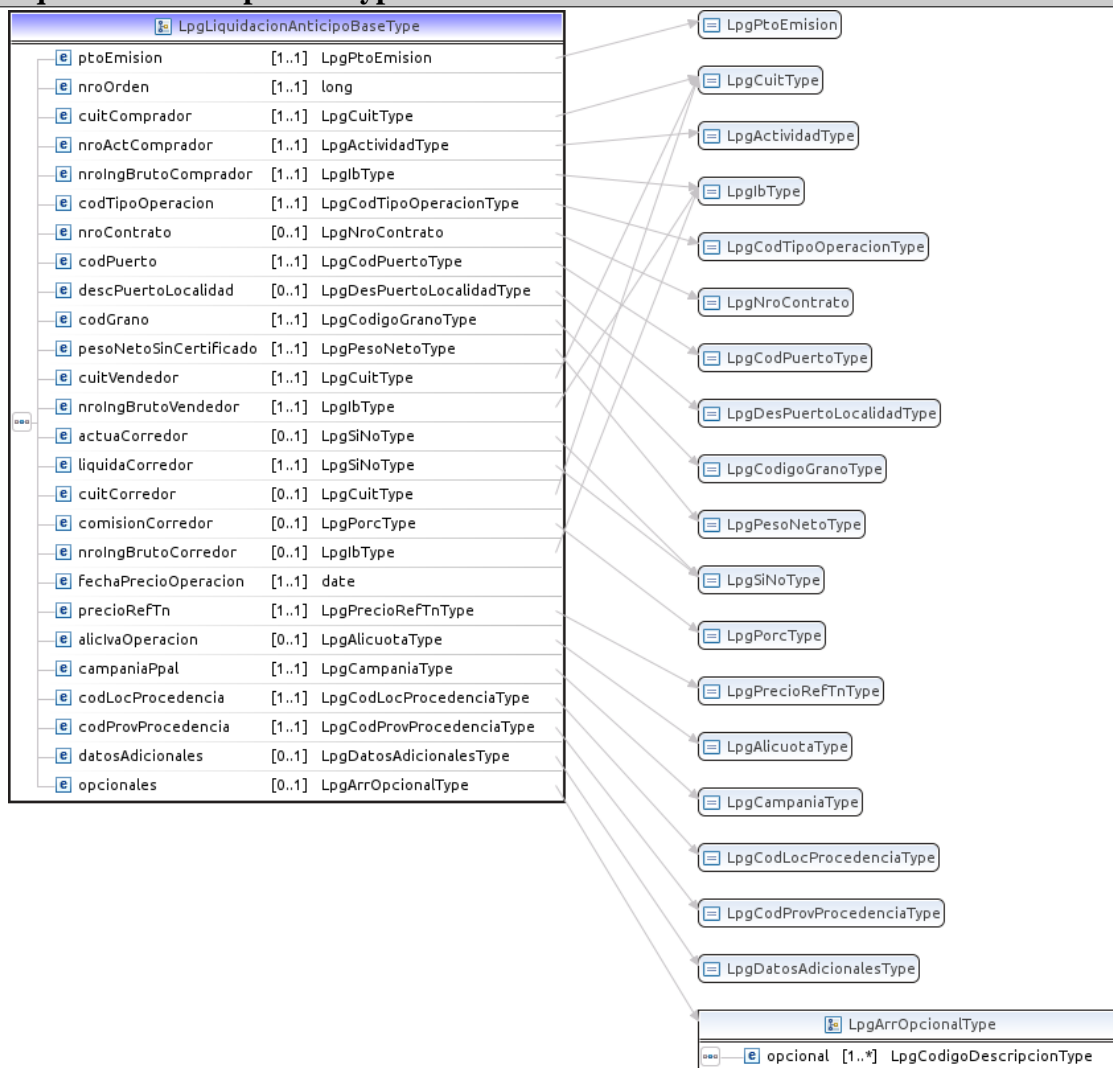 LpgLiquidacionAnticipoBaseType
ptoEmision [1..1] LpgPtoEmision
nroOrden [1..1] long
cuitComprador [1..1] LpgCuitType
nroActComprador [1..1] LpgActividadType
nroIngBrutoComprador [1..1] LpgIbType
codTipoOperacion [1..1] LpgCodTipoOperacionType
nroContrato [0..1] LpgNroContrato
codPuerto [1..1] LpgCodPuertoType
descPuertoLocalidad [0..1] LpgDesPuertoLocalidadType
codGrano [1..1] LpgCodigoGranoType
pesoNetoSinCertificado [1..1] LpgPesoNetoType
cuitVendedor [1..1] LpgCuitType
nroIngBrutoVendedor [1..1] LpgIbType
actuaCorredor [0..1] LpgSiNoType
liquidaCorredor [1..1] LpgSiNoType
cuitCorredor [0..1] LpgCuitType
comisionCorredor [0..1] LpgPorcType
nroIngBrutoCorredor [0..1] LpgIbType
fechaPrecioOperacion [1..1] date
precioRefTn [1..1] LpgPrecioRefTnType
alicIvaOperacion [0..1] LpgAlicuotaType
campaniaPpal [1..1] LpgCampaniaType
codLocProcedencia [1..1] LpgCodLocProcedenciaType
codProvProcedencia [1..1] LpgCodProvProcedenciaType
datosAdicionales [0..1] LpgDatosAdicionalesType
opcionales [0..1] LpgArrOpcionalType
LpgPtoEmision
LpgCuitType
LpgActividadType
LpgIbType
LpgCodTipoOperacionType
LpgNroContrato
LpgCodPuertoType
LpgDesPuertoLocalidadType
LpgCodigoGranoType
LpgPesoNetoType
LpgSiNoType
LpgPorcType
LpgPrecioRefTnType
LpgAlicuotaType
LpgCampaniaType
LpgCodLocProcedenciaType
LpgCodProvProcedenciaType
LpgDatosAdicionalesType
LpgArrOpcionalType
opcional [1..*] LpgCodigoDescripcionType